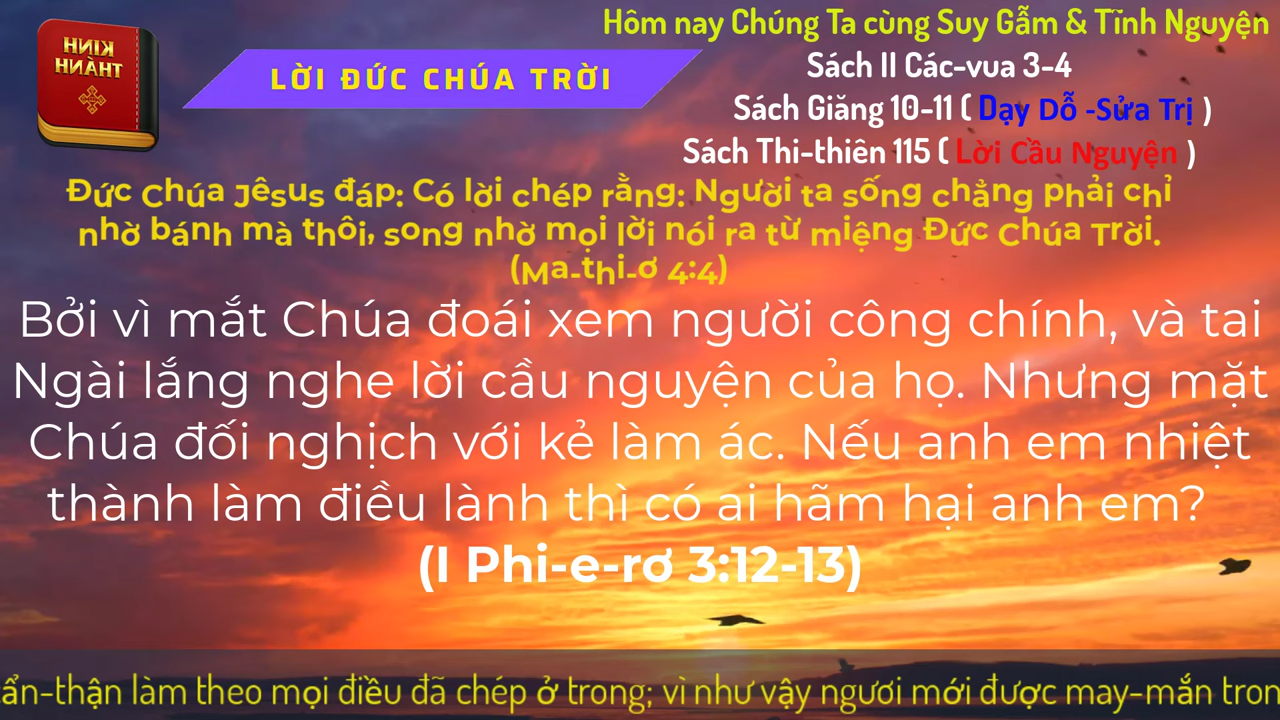 KINH
THÁNH
LỜI ĐỨC CHÚA TRỜI
Hôm nay Chúng Ta cùng Suy Gẫm & Tĩnh Nguyện
Sách II Các-vua 3-4
Sách Giăng 10-11 ( Dạy Dỗ -Sửa Trị )
Sách Thi-thiên 115 ( Lời Cầu Nguyện )
Đức Chúa Jêsus đáp: Có lời chép rằng: Người ta sống chẳng phải chỉ
nhờ bánh mà thôi, song nhờ mọi lời nói ra từ miệng Đức Chúa Trời.
(Ma-thi-ơ 4:4)
Bởi vì mắt Chúa đoái xem người công chính, và tai
Ngài lắng nghe lời cầu nguyện của họ. Nhưng mặt
Chúa đối nghịch với kẻ làm ác. Nếu anh em nhiệt
thành làm điều lành thì có ai hãm hại anh em?
(I Phi-e-rơ 3:12-13)
ẩn-thận làm theo mọi điều đã chép ở trong; vì như vậy ngươi mới được may-mắn tron